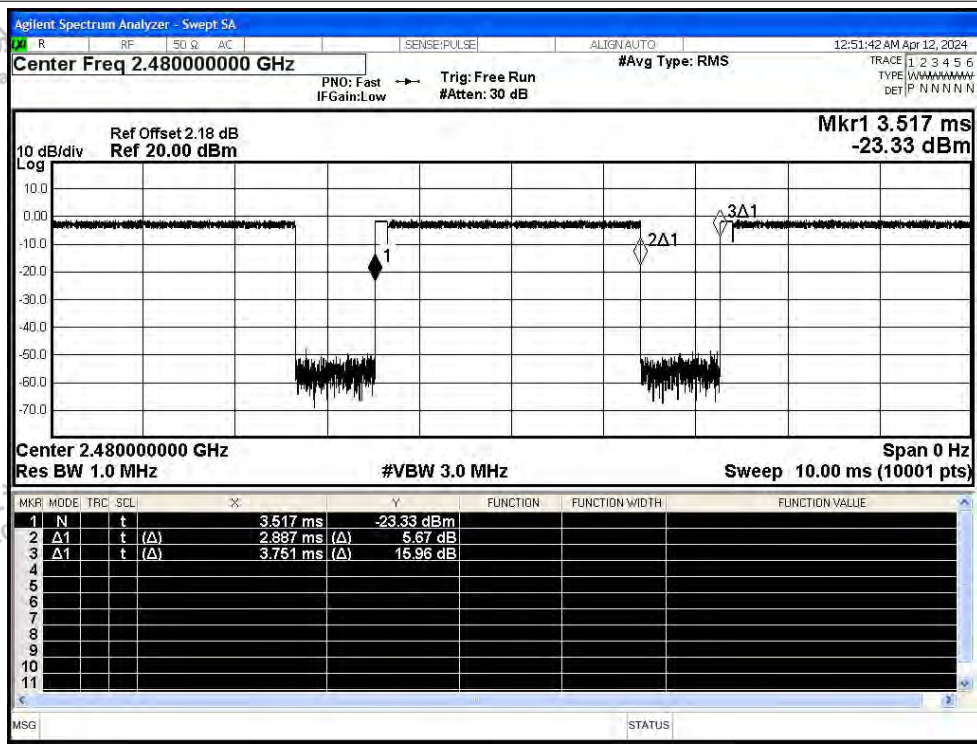 Agilent Spectrum Analyzer - Swept SA
LXI R RF 50 Ω AC SENSE:PULSE ALIGN AUTO 12:51:42 AM Apr 12, 2024
Center Freq 2.480000000 GHz #Avg Type: RMS TRACE 1 2 3 4 5 6
PNO: Fast Trig: Free Run TYPE WWWWWW
IFGain:Low #Atten: 30 dB DET P N N N N N
Mkr1 3.517 ms
Ref Offset 2.18 dB
10 dB/div Ref 20.00 dBm -23.33 dBm
Log
10.0
0.00
-10.0
-20.0
-30.0
-40.0
-50.0
-60.0
-70.0
1
2Δ1
3Δ1
Center 2.480000000 GHz Span 0 Hz
Res BW 1.0 MHz #VBW 3.0 MHz Sweep 10.00 ms (10001 pts)
MKR MODE TRC SCL X Y FUNCTION FUNCTION WIDTH FUNCTION VALUE
1 N t 3.517 ms -23.33 dBm
2 Δ1 t (Δ) 2.887 ms (Δ) 5.67 dB
3 Δ1 t (Δ) 3.751 ms (Δ) 15.96 dB
4
5
6
7
8
9
10
11
MSG STATUS